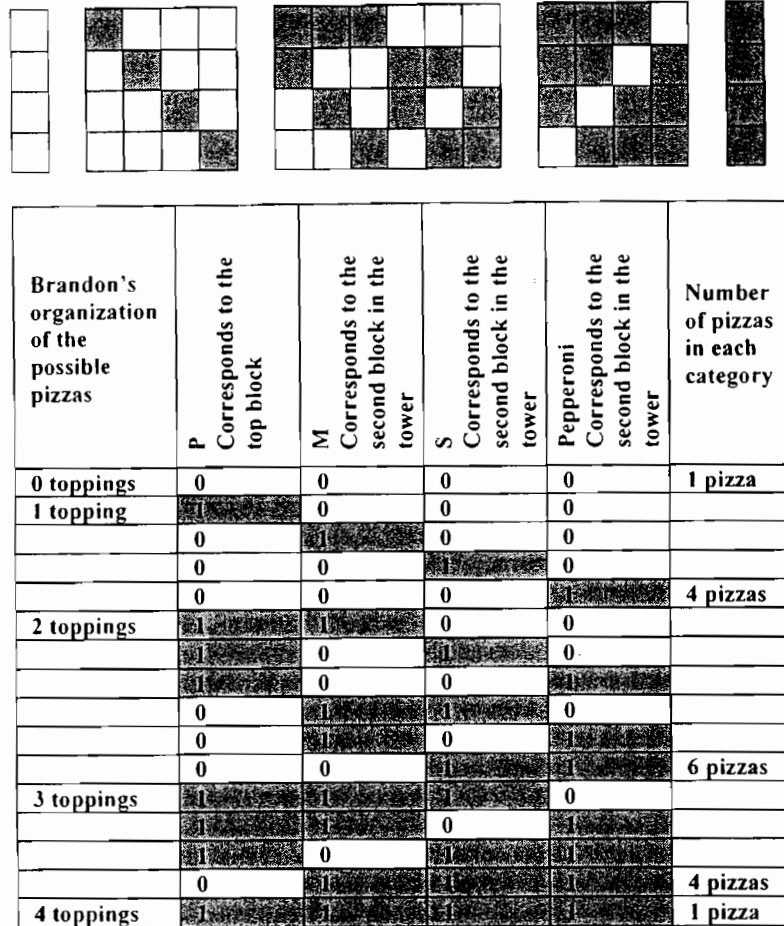 Brandon's
organization
of the
possible
pizzas
P
Corresponds to the
top block
M
Corresponds to the
second block in the
tower
S
Corresponds to the
second block in the
tower
Pepperoni
Corresponds to the
second block in the
tower
Number
of pizzas
in each
category
0 toppings 0 0 0 0 1 pizza
1 topping 1 0 0 0
0 1 0 0
0 0 1 0
0 0 0 1 4 pizzas
2 toppings 1 1 0 0
1 0 1 0
1 0 0 1
0 1 1 0
0 1 0 1
0 0 1 1 6 pizzas
3 toppings 1 1 1 0
1 1 0 1
1 0 1 1
0 1 1 1 4 pizzas
4 toppings 1 1 1 1 1 pizza